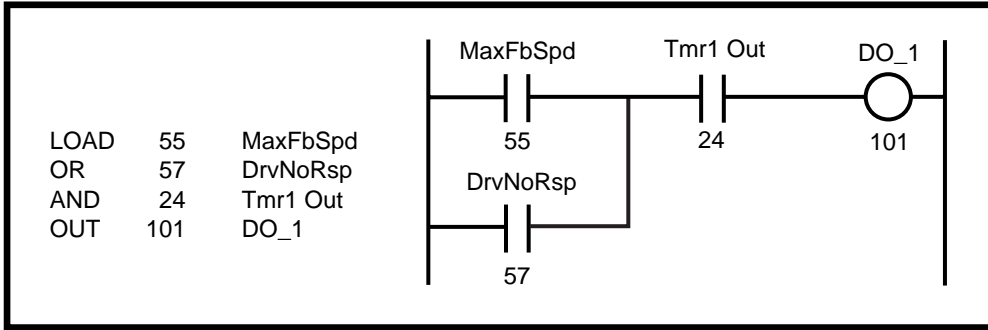 LOAD 55 MaxFbSpd
OR 57 DrvNoRsp
AND 24 Tmr1 Out
OUT 101 DO_1
MaxFbSpd Tmr1 Out DO_1
55 24 101
DrvNoRsp
57